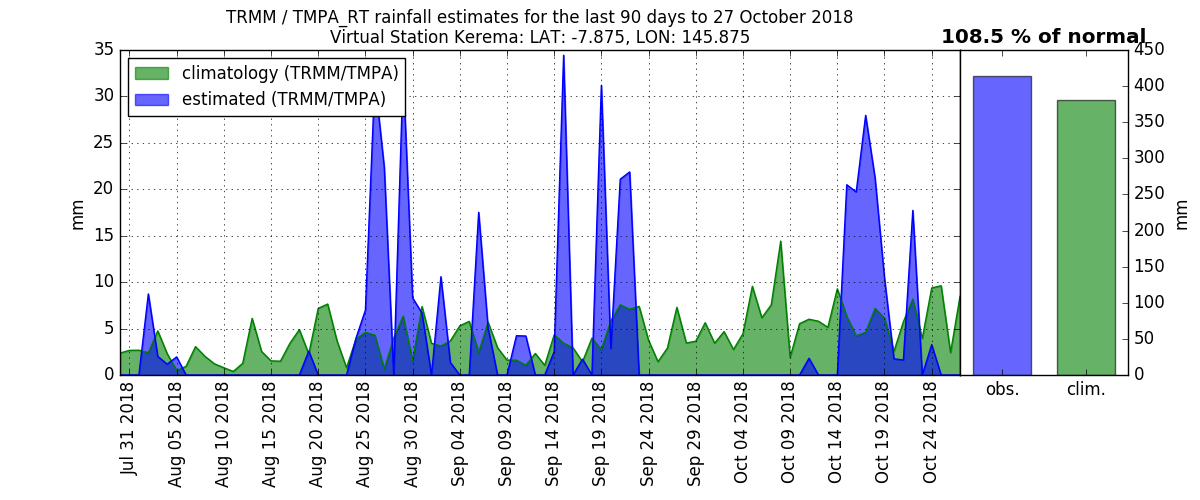 TRMM / TMPA_RT rainfall estimates for the last 90 days to 27 October 2018
Virtual Station Kerema: LAT: -7.875, LON: 145.875
108.5 % of normal
climatology (TRMM/TMPA)
estimated (TRMM/TMPA)
35
30
25
20
15
10
5
0
mm
Jul 31 2018
Aug 05 2018
Aug 10 2018
Aug 15 2018
Aug 20 2018
Aug 25 2018
Aug 30 2018
Sep 04 2018
Sep 09 2018
Sep 14 2018
Sep 19 2018
Sep 24 2018
Sep 29 2018
Oct 04 2018
Oct 09 2018
Oct 14 2018
Oct 19 2018
Oct 24 2018
obs.
clim.
450
400
350
300
250
200
150
100
50
0
mm